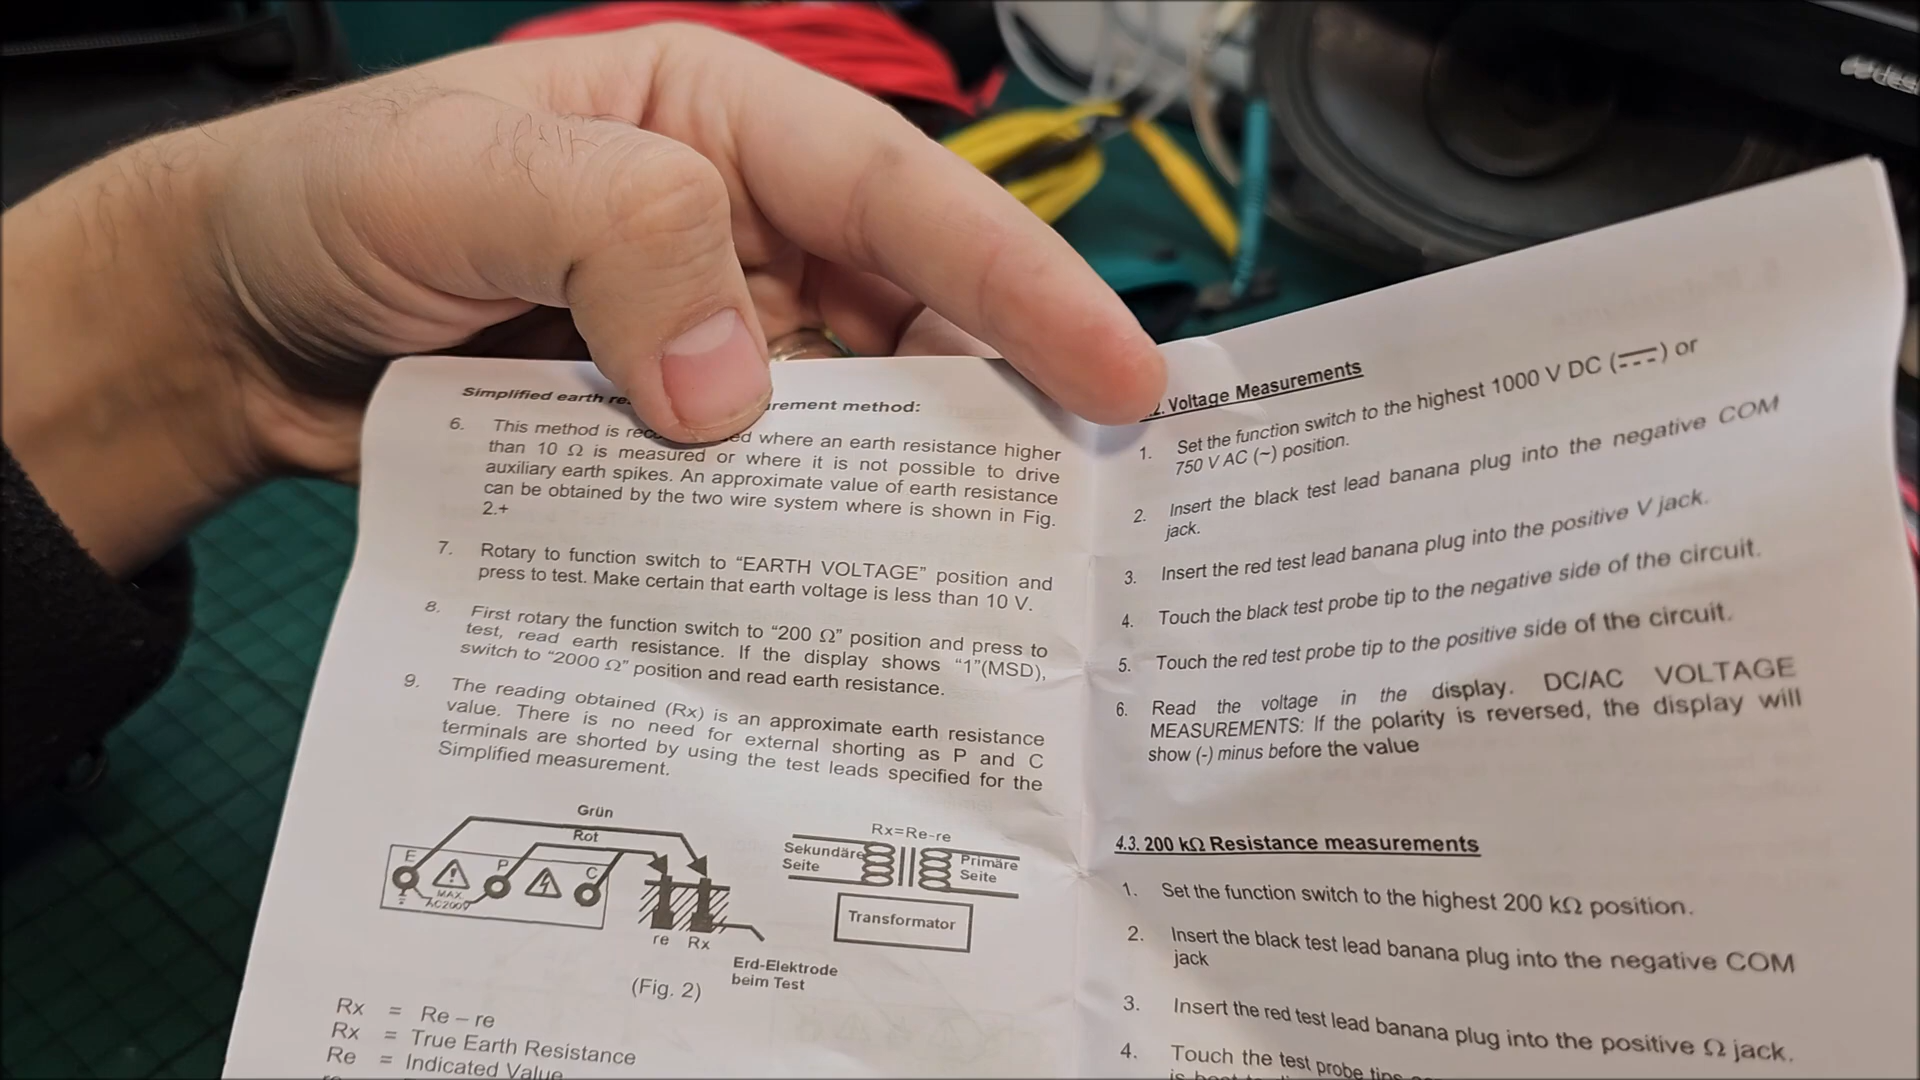 Simplified earth re rement method:
6. This method is rec ed where an earth resistance higher
than 10 Ω is measured or where it is not possible to drive
auxiliary earth spikes. An approximate value of earth resistance
can be obtained by the two wire system where is shown in Fig.
2.+
7. Rotary to function switch to “EARTH VOLTAGE” position and
press to test. Make certain that earth voltage is less than 10 V.
8. First rotary the function switch to “200 Ω” position and press to
test, read earth resistance. If the display shows “1”(MSD),
switch to “2000 Ω” position and read earth resistance.
9. The reading obtained (Rx) is an approximate earth resistance
value. There is no need for external shorting as P and C
terminals are shorted by using the test leads specified for the
Simplified measurement.
Grün
Rot
E
P
C
MAX.
AC200V
re Rx
Erd-Elektrode
beim Test
Rx=Re-re
Sekundäre
Seite
Primäre
Seite
Transformator
(Fig. 2)
Rx = Re – re
Rx = True Earth Resistance
Re = Indicated Value
2. Voltage Measurements
1. Set the function switch to the highest 1000 V DC (⎓) or
750 V AC (~) position.
2. Insert the black test lead banana plug into the negative COM
jack.
3. Insert the red test lead banana plug into the positive V jack.
4. Touch the black test probe tip to the negative side of the circuit.
5. Touch the red test probe tip to the positive side of the circuit.
6. Read the voltage in the display. DC/AC VOLTAGE
MEASUREMENTS: If the polarity is reversed, the display will
show (-) minus before the value
4.3. 200 kΩ Resistance measurements
1. Set the function switch to the highest 200 kΩ position.
2. Insert the black test lead banana plug into the negative COM
jack
3. Insert the red test lead banana plug into the positive Ω jack.
4. Touch the test probe tips